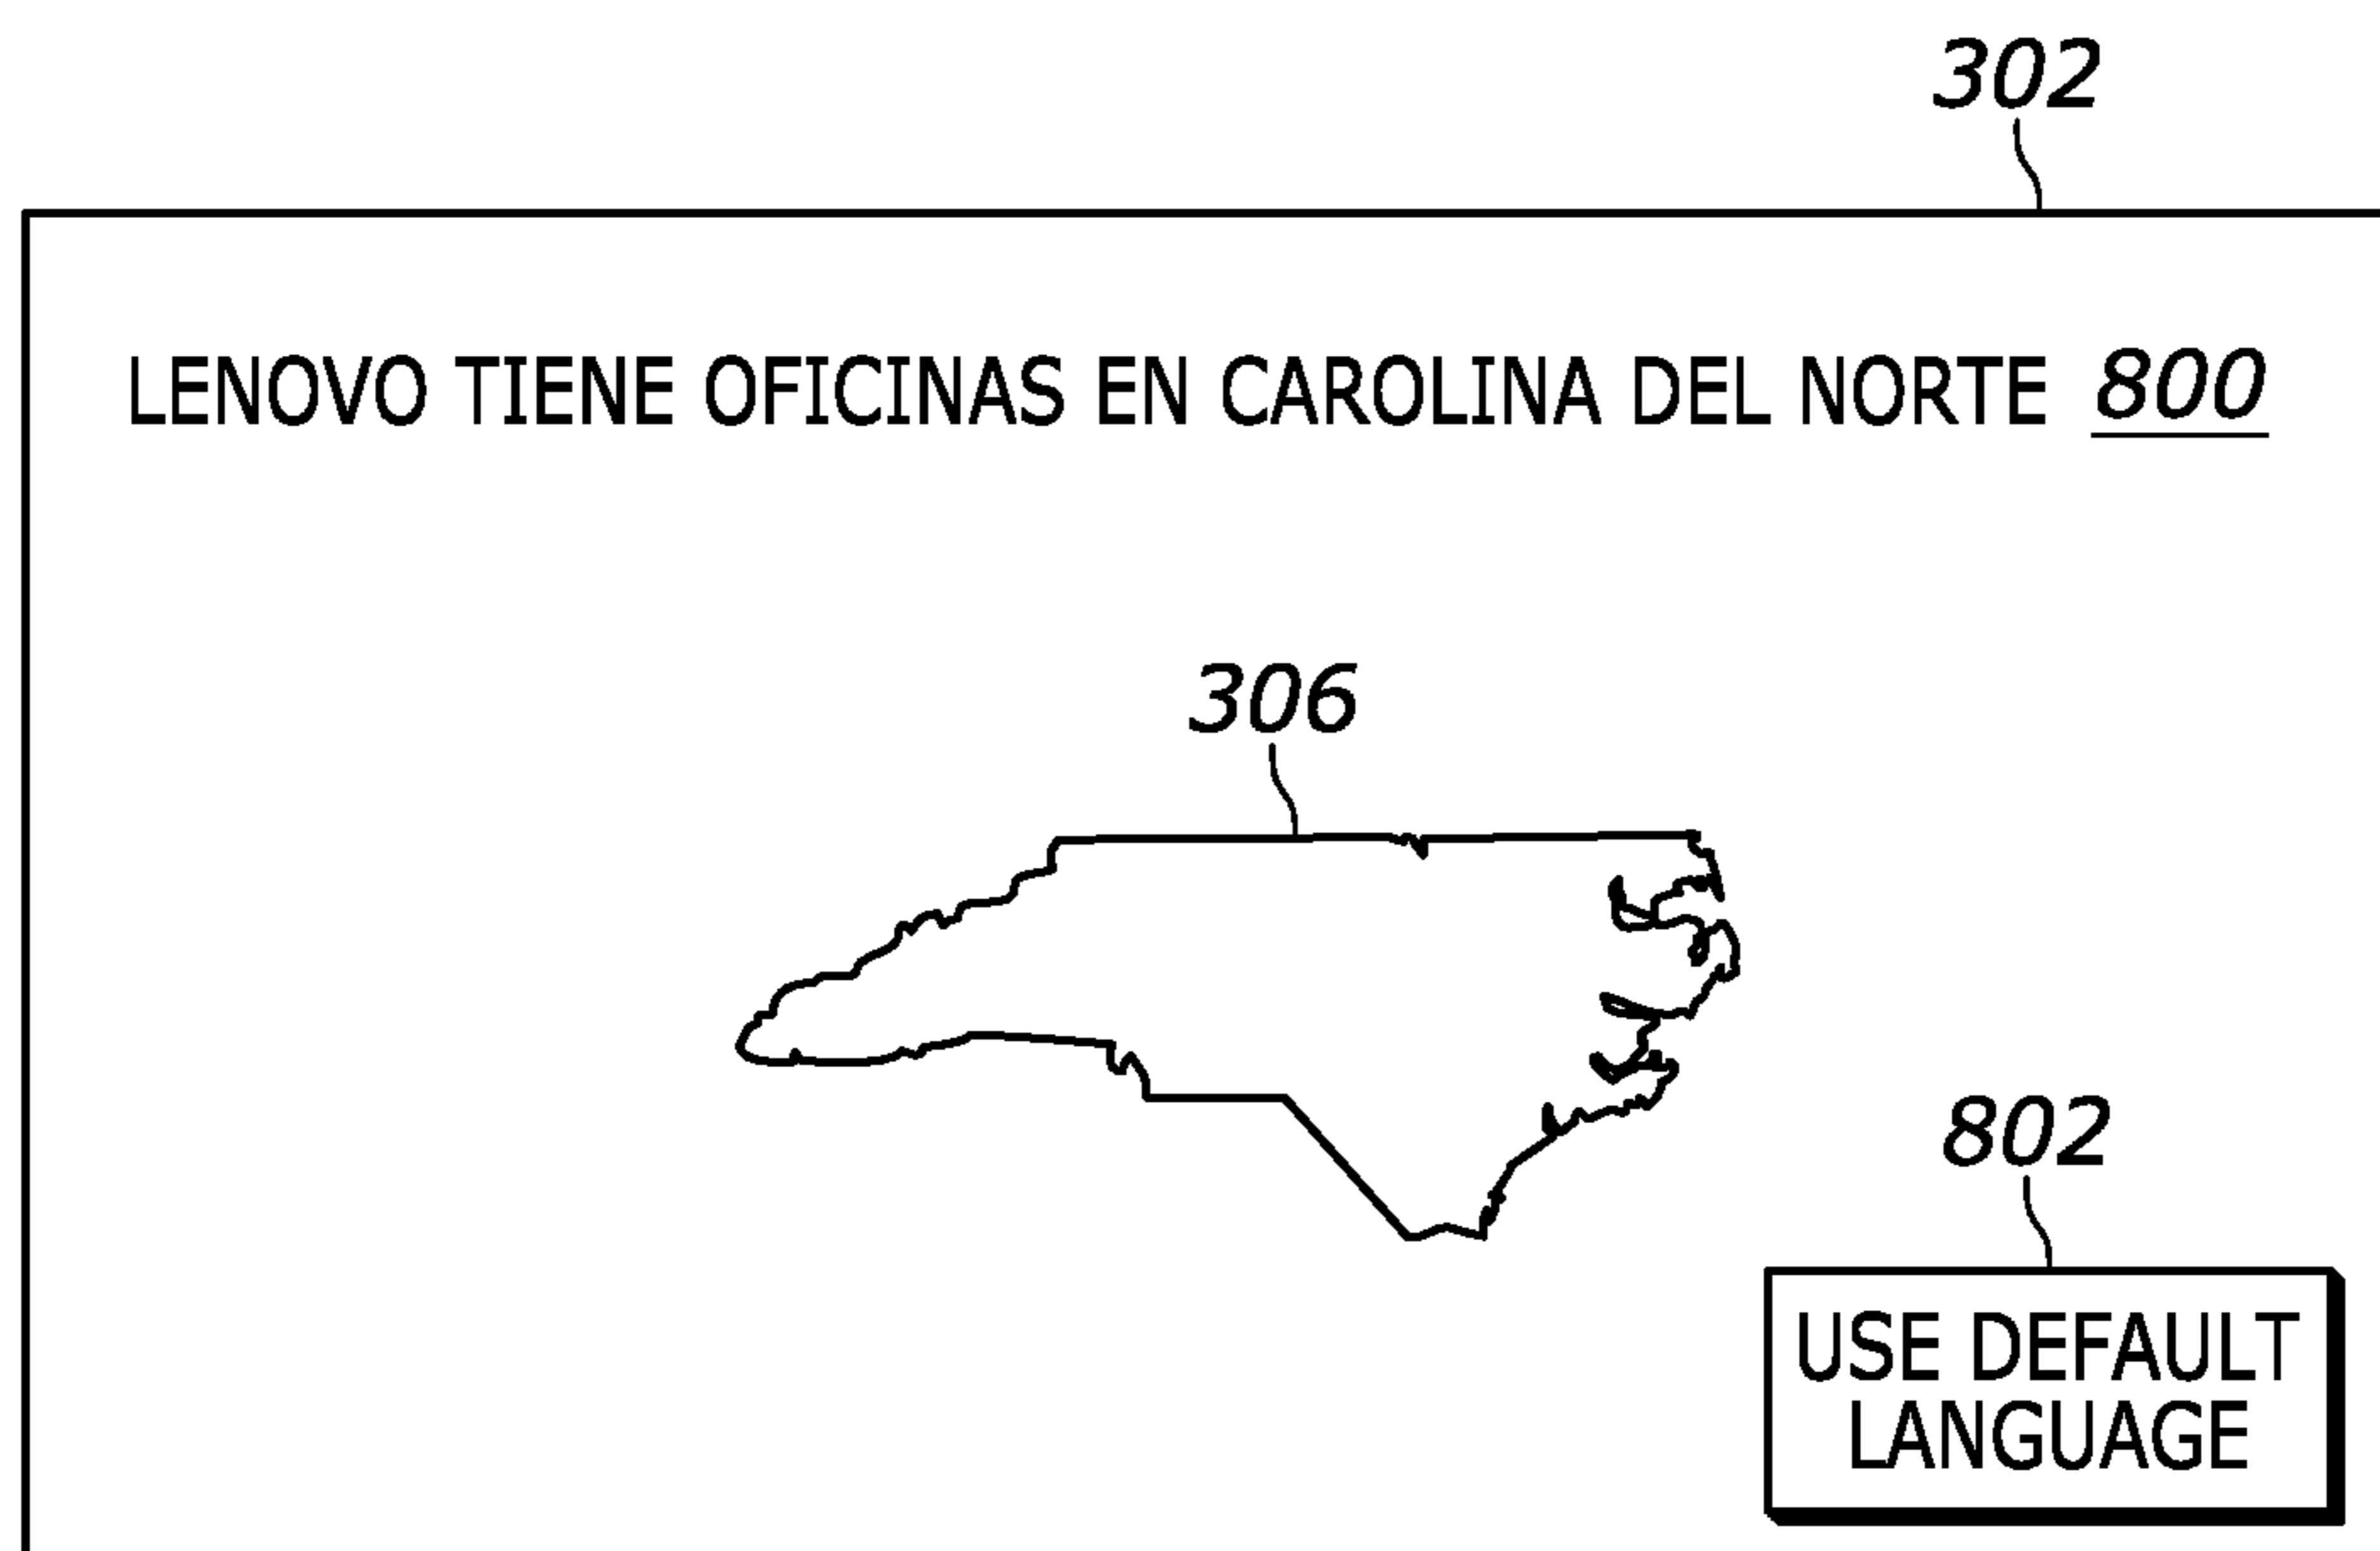 302
LENOVO TIENE OFICINAS EN CAROLINA DEL NORTE 800
306
802
USE DEFAULT
LANGUAGE